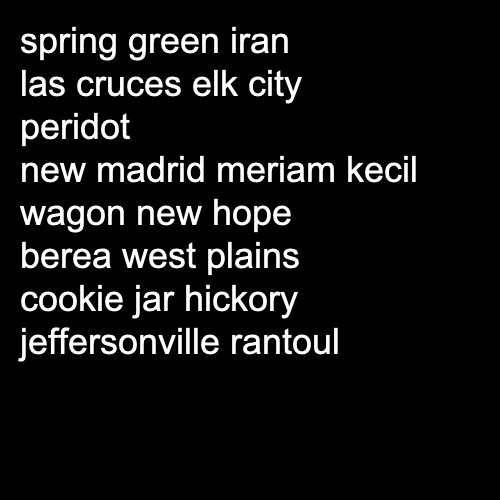 spring green iran
las cruces elk city
peridot
new madrid meriam kecil
wagon new hope
berea west plains
cookie jar hickory
jeffersonville rantoul